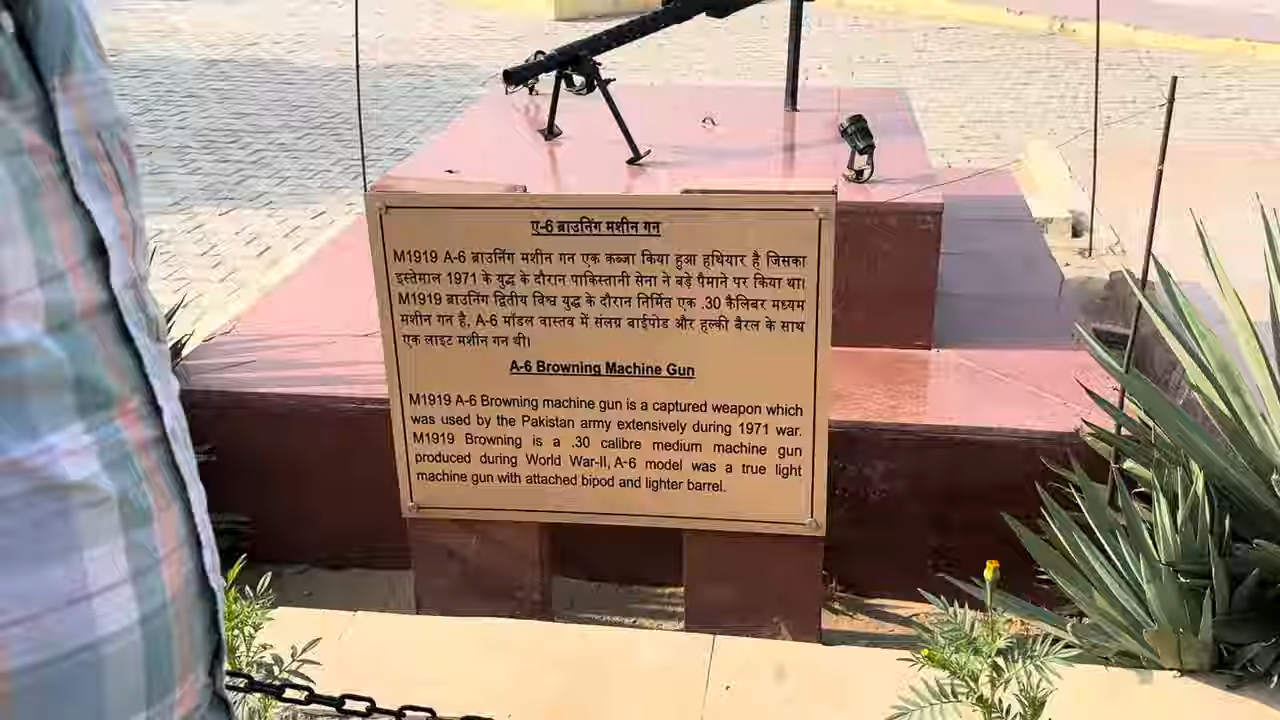 ए-6 ब्राउनिंग मशीन गन
M1919 A-6 ब्राउनिंग मशीन गन एक कब्जा किया हुआ हथियार है जिसका
इस्तेमाल 1971 के युद्ध के दौरान पाकिस्तानी सेना ने बड़े पैमाने पर किया था।
M1919 ब्राउनिंग द्वितीय विश्व युद्ध के दौरान निर्मित एक .30 कैलिबर मध्यम
मशीन गन है, A-6 मॉडल वास्तव में संलग्न बाईपोड और हल्की बैरल के साथ
एक लाइट मशीन गन थी।
A-6 Browning Machine Gun
M1919 A-6 Browning machine gun is a captured weapon which
was used by the Pakistan army extensively during 1971 war.
M1919 Browning is a .30 calibre medium machine gun
produced during World War-II, A-6 model was a true light
machine gun with attached bipod and lighter barrel.